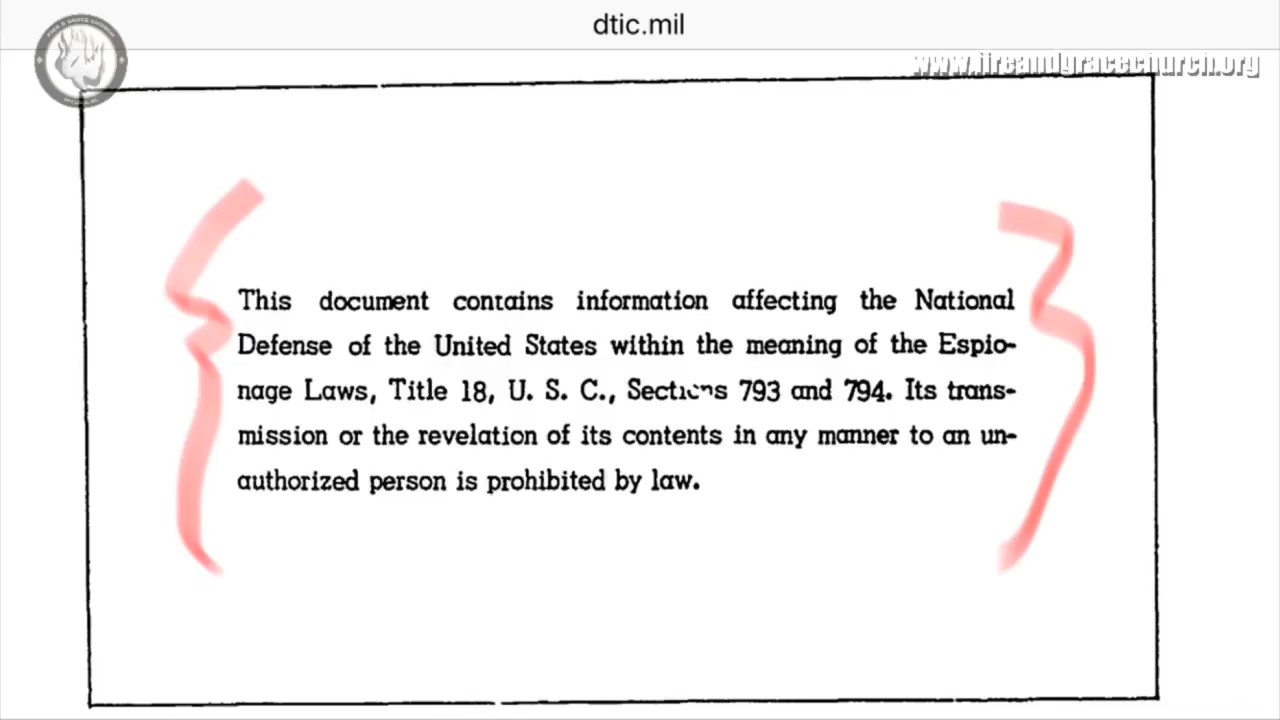 dtic.mil
www.fireandgracechurch.org
This document contains information affecting the National
Defense of the United States within the meaning of the Espio-
nage Laws, Title 18, U. S. C., Sections 793 and 794. Its trans-
mission or the revelation of its contents in any manner to an un-
authorized person is prohibited by law.